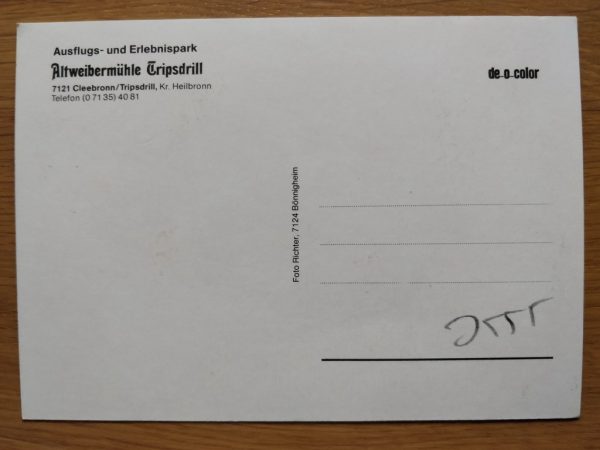 Ausflugs- und Erlebnispark
Altweibermühle Tripsdrill
7121 Cleebronn/Tripsdrill, Kr. Heilbronn
Telefon (0 71 35) 40 81
de-o-color
Foto Richter, 7124 Bönnigheim